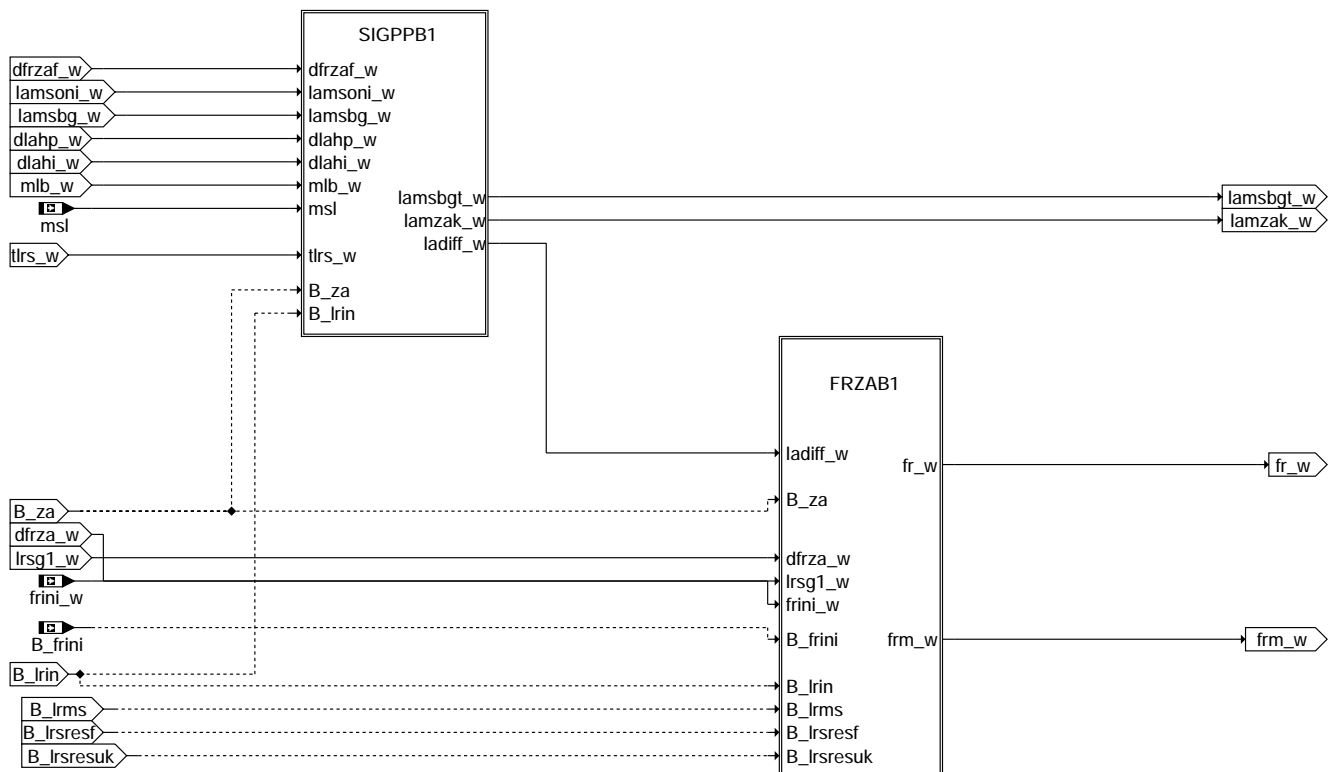 SIGPPB1
dfrzaf_w
dfrzaf_w
lamsoni_w
lamsoni_w
lamsbg_w
lamsbg_w
dlahp_w
dlahp_w
dlahi_w
dlahi_w
mlb_w
mlb_w
msl
msl
lamsbgt_w
lamsbgt_w
lamzak_w
lamzak_w
ladiff_w
tlrs_w
tlrs_w
B_za
B_lrin
FRZAB1
ladiff_w
fr_w
fr_w
B_za
B_za
dfrza_w
lrsg1_w
dfrza_w
frini_w
lrsg1_w
frini_w
B_frini
B_frini
frm_w
frm_w
B_lrin
B_lrin
B_lrms
B_lrms
B_lrsresf
B_lrsresf
B_lrsresuk
B_lrsresuk